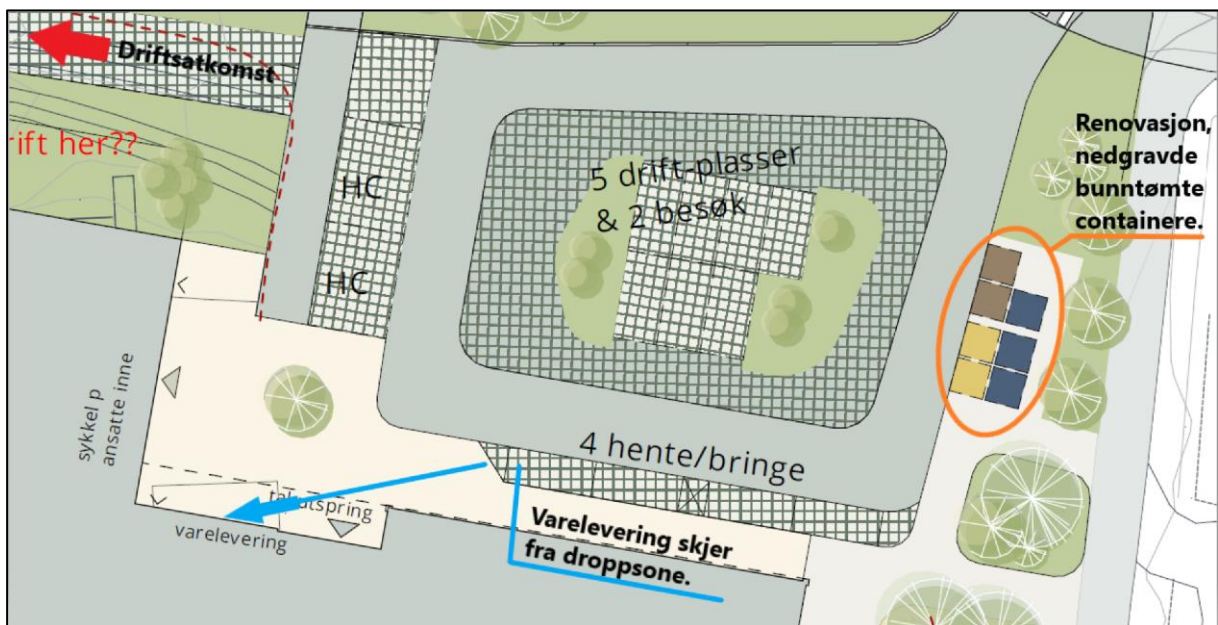 Driftsatkomst
rift her??
Renovasjon,
nedgravde
bunntømte
containere.
5 drift-plasser
& 2 besøk
HC
HC
sykkel p
ansatte inne
4 hente/bringe
takutspring
varelevering
Varelevering skjer
fra droppsone.